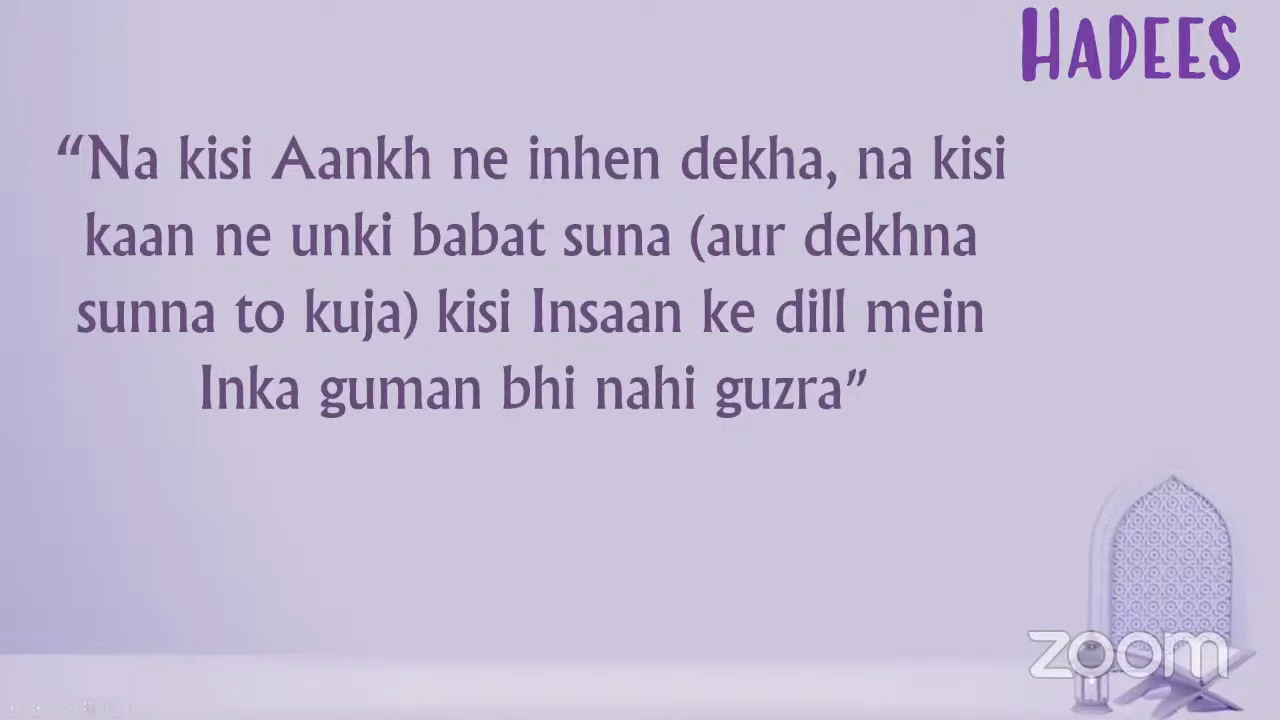 HADEES
“Na kisi Aankh ne inhen dekha, na kisi
kaan ne unki babat suna (aur dekhna
sunna to kuja) kisi Insaan ke dill mein
Inka guman bhi nahi guzra”
zoom